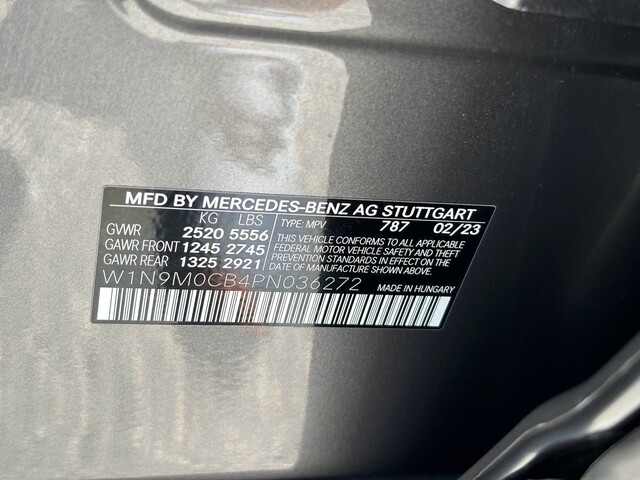 MFD BY MERCEDES-BENZ AG STUTTGART
KG LBS TYPE: MPV 787 02/23
GVWR 2520 5556
GAWR FRONT 1245 2745
GAWR REAR 1325 2921
THIS VEHICLE CONFORMS TO ALL APPLICABLE
FEDERAL MOTOR VEHICLE SAFETY AND THEFT
PREVENTION STANDARDS IN EFFECT ON THE
DATE OF MANUFACTURE SHOWN ABOVE.
W1N9M0CB4PN036272 MADE IN HUNGARY